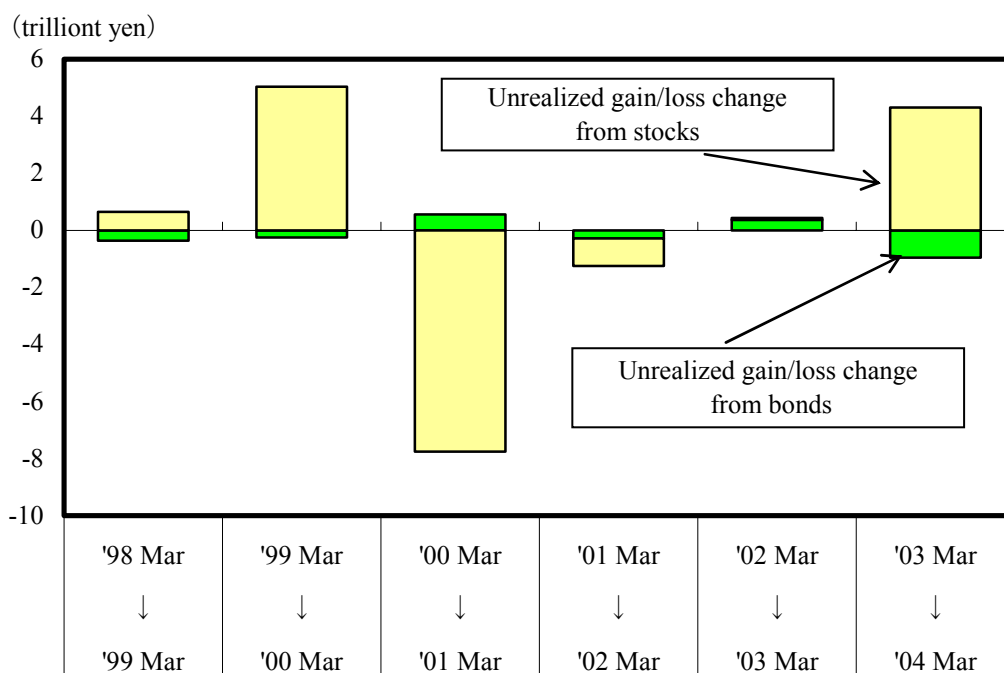 （trilliont yen）
6
4
2
0
-2
-4
-6
-8
-10
Unrealized gain/loss change
from stocks
Unrealized gain/loss change
from bonds
'98 Mar
'99 Mar
'00 Mar
'01 Mar
'02 Mar
'03 Mar
↓
↓
↓
↓
↓
↓
'99 Mar
'00 Mar
'01 Mar
'02 Mar
'03 Mar
'04 Mar